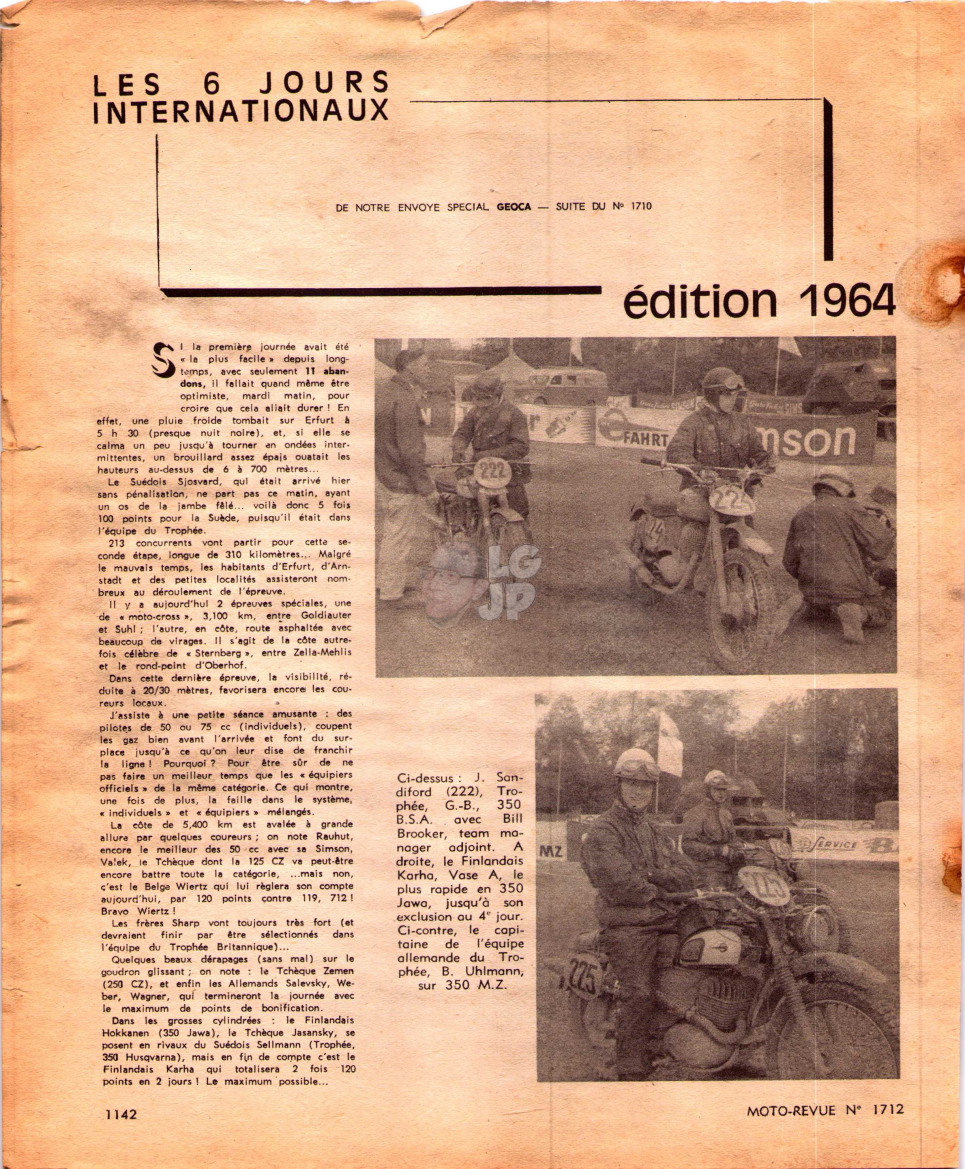 LES 6 JOURS
INTERNATIONAUX
DE NOTRE ENVOYE SPECIAL GEOCA — SUITE DU N° 1710
édition 1964
SI la première journée avait été
« la plus facile » depuis long-
temps, avec seulement 11 aban-
dons, il fallait quand même être
optimiste, mardi matin, pour
croire que cela allait durer ! En
effet, une pluie froide tombait sur Erfurt à
5 h 30 (presque nuit noire), et, si elle se
calma un peu jusqu'à tourner en ondées inter-
mittentes, un brouillard assez épais ouatait les
hauteurs au-dessus de 6 à 700 mètres...
Le Suédois Sjosvard, qui était arrivé hier
sans pénalisation, ne part pas ce matin, ayant
un os de la jambe fêlé... voilà donc 5 fois
100 points pour la Suède, puisqu'il était dans
l'équipe du Trophée.
213 concurrents vont partir pour cette se-
conde étape, longue de 310 kilomètres... Malgré
le mauvais temps, les habitants d'Erfurt, d'Arn-
stadt et des petites localités assisteront nom-
breux au déroulement de l'épreuve.
Il y a aujourd'hui 2 épreuves spéciales, une
de « moto-cross », 3,100 km, entre Goldlauter
et Suhl ; l'autre, en côte, route asphaltée avec
beaucoup de virages. Il s'agit de la côte autre-
fois célèbre de « Sternberg », entre Zella-Mehlis
et le rond-point d'Oberhof.
Dans cette dernière épreuve, la visibilité, ré-
duite à 20/30 mètres, favorisera encore les cou-
reurs locaux.
J'assiste à une petite séance amusante : des
pilotes de 50 ou 75 cc (individuels), coupent
les gaz bien avant l'arrivée et font du sur-
place jusqu'à ce qu'on leur dise de franchir
la ligne ! Pourquoi ? Pour être sûr de ne
pas faire un meilleur temps que les « équipiers
officiels » de la même catégorie. Ce qui montre,
une fois de plus, la faille dans le système,
« individuels » et « équipiers » mélangés.
La côte de 5,400 km est avalée à grande
allure par quelques coureurs ; on note Rauhut,
encore le meilleur des 50 cc avec sa Simson,
Valek, le Tchèque dont la 125 CZ va peut-être
encore battre toute la catégorie, ...mais non,
c'est le Belge Wiertz qui lui règlera son compte
aujourd'hui, par 120 points contre 119, 712 !
Bravo Wiertz !
Les frères Sharp vont toujours très fort (et
devraient finir par être sélectionnés dans
l'équipe du Trophée Britannique)...
Quelques beaux dérapages (sans mal) sur le
goudron glissant ; on note : le Tchèque Zemen
(250 CZ), et enfin les Allemands Salevsky, We-
ber, Wagner, qui termineront la journée avec
le maximum de points de bonification.
Dans les grosses cylindrées : le Finlandais
Hokkanen (350 Jawa), le Tchèque Jasansky, se
posent en rivaux du Suédois Sellmann (Trophée,
350 Husqvarna), mais en fin de compte c'est le
Finlandais Karha qui totalisera 2 fois 120
points en 2 jours ! Le maximum possible...
222
224
FAHRT
mson
LG
JP
Ci-dessus : J. San-
diford (222), Tro-
phée, G.-B., 350
B.S.A. avec Bill
Brooker, team ma-
nager adjoint. A
droite, le Finlandais
Karha, Vase A, le
plus rapide en 350
Jawa, jusqu'à son
exclusion au 4e jour.
Ci-contre, le capi-
taine de l'équipe
allemande du Tro-
phée, B. Uhlmann,
sur 350 M.Z.
MZ
SERVICE
225
1142
MOTO-REVUE N° 1712